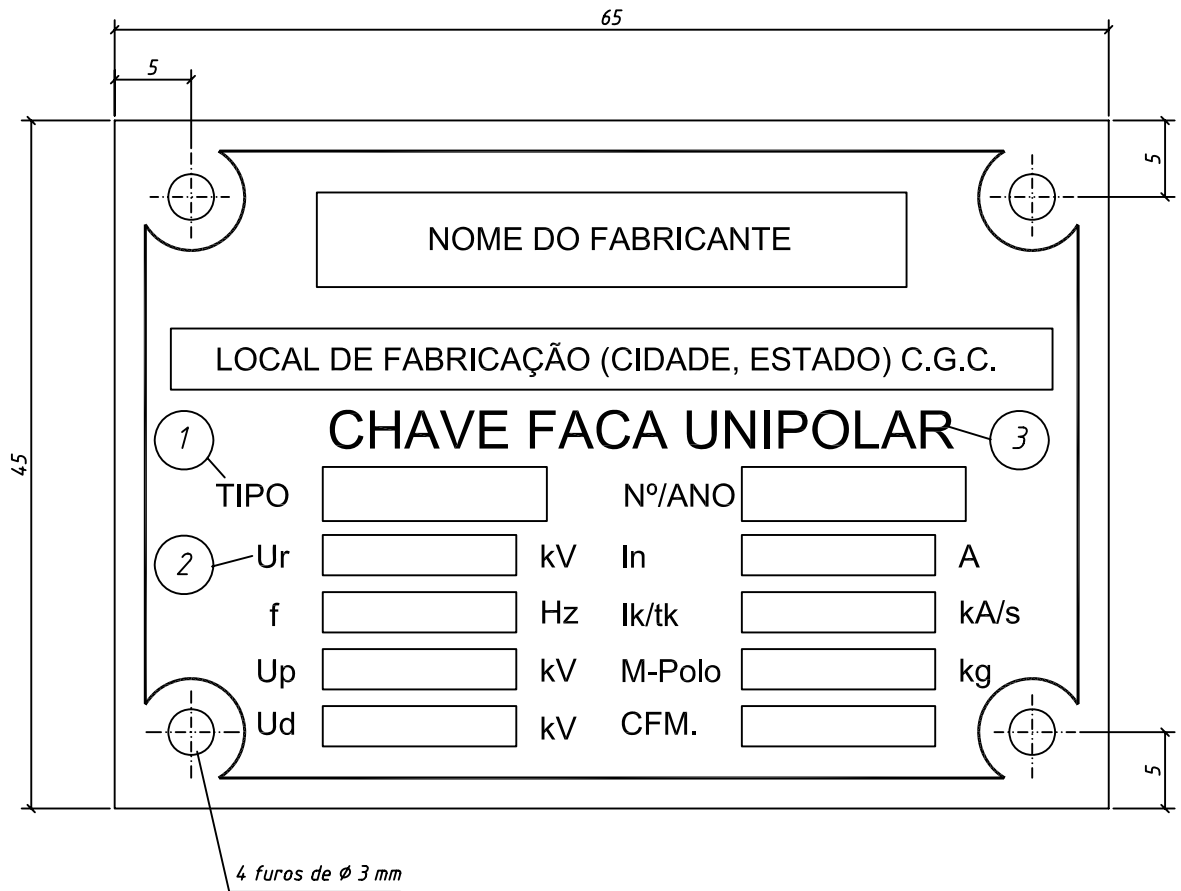 65
5
45
5
NOME DO FABRICANTE
LOCAL DE FABRICAÇÃO (CIDADE, ESTADO) C.G.C.
1
CHAVE FACA UNIPOLAR
3
TIPO Nº/ANO
2
Ur kV In A
f Hz Ik/tk kA/s
Up kV M-Polo kg
Ud kV CFM.
5
4 furos de Ø 3 mm